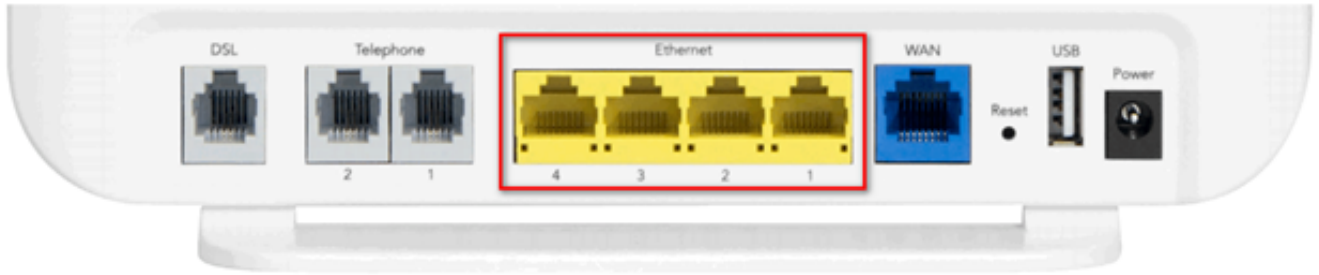 DSL Telephone Ethernet WAN USB
Power
Reset
2 1 4 3 2 1